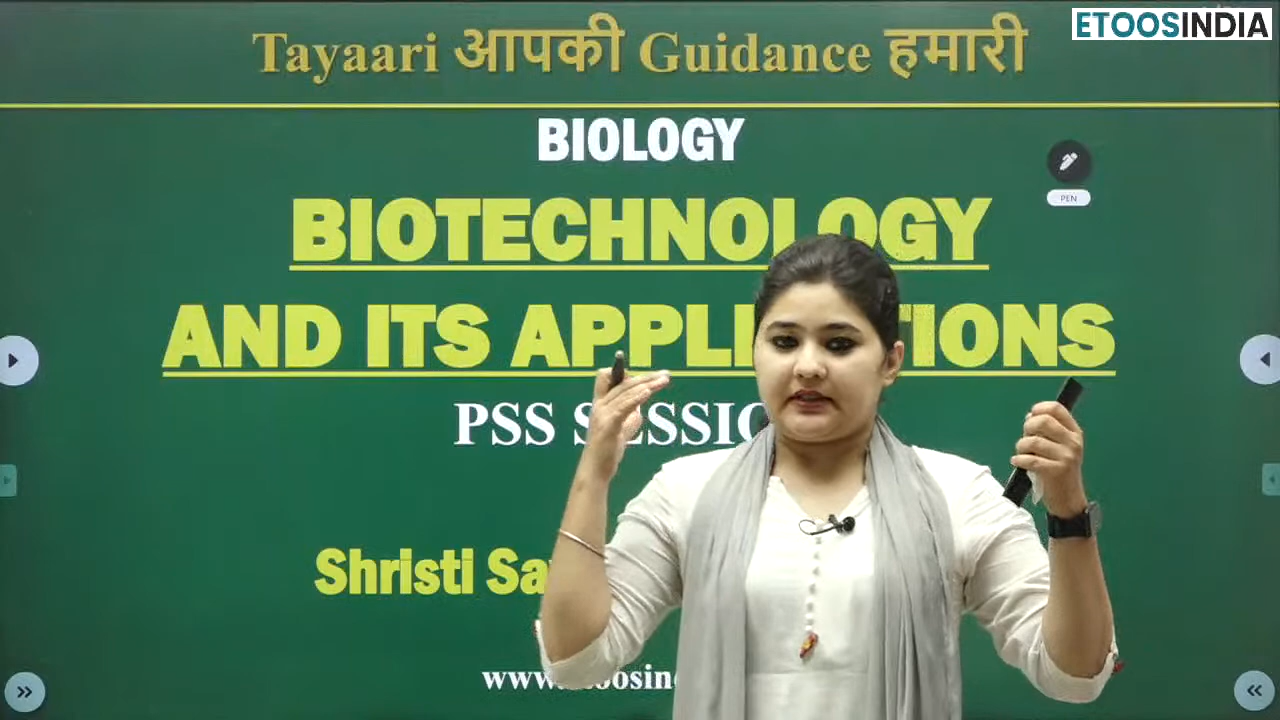 ETOOSINDIA
Tayaari आपकी Guidance हमारी
BIOLOGY
PEN
BIOTECHNOLOGY
AND ITS
PSS
Shristi